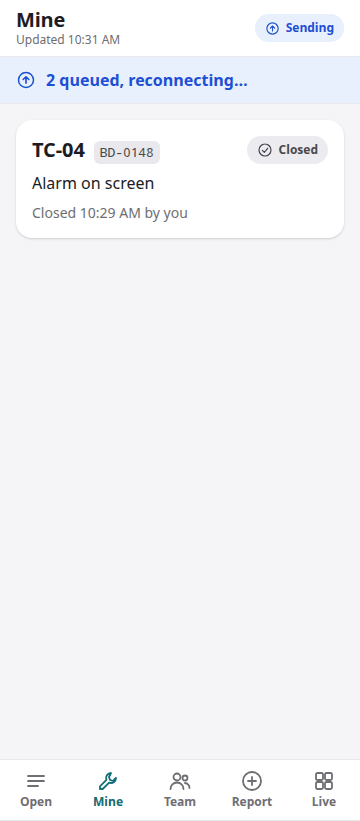 Mine
Updated 10:31 AM
Sending
2 queued, reconnecting...
TC-04 BD-0148
Closed
Alarm on screen
Closed 10:29 AM by you
Open
Mine
Team
Report
Live